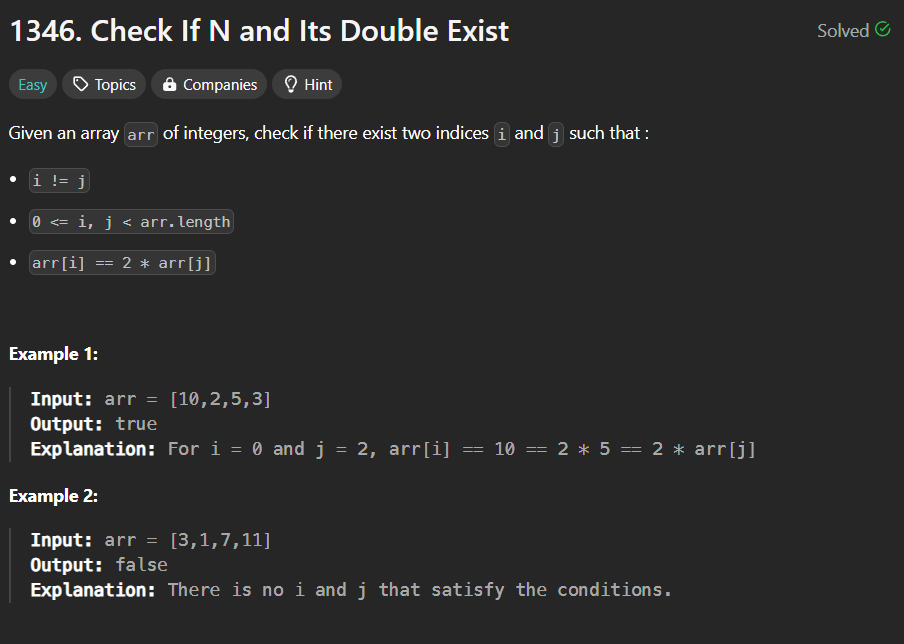 1346. Check If N and Its Double Exist
Solved
Easy
Topics
Companies
Hint
Given an array arr of integers, check if there exist two indices i and j such that :
• i != j
• 0 <= i, j < arr.length
• arr[i] == 2 * arr[j]
Example 1:
Input: arr = [10,2,5,3]
Output: true
Explanation: For i = 0 and j = 2, arr[i] == 10 == 2 * 5 == 2 * arr[j]
Example 2:
Input: arr = [3,1,7,11]
Output: false
Explanation: There is no i and j that satisfy the conditions.